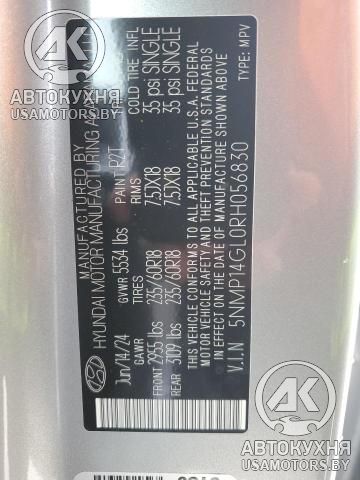 MANUFACTURED BY
HYUNDAI MOTOR MANUFACTURING
Jun/14/24
GVWR 5534 lbs
PAINT R2T
GAWR TIRES RIMS COLD TIRE INFL
FRONT 2955 lbs 235/60R18 7.5JX18 35 psi SINGLE
REAR 3109 lbs 235/60R18 7.5JX18 35 psi SINGLE
THIS VEHICLE CONFORMS TO ALL APPLICABLE U.S.A. FEDERAL
MOTOR VEHICLE SAFETY AND THEFT PREVENTION STANDARDS
IN EFFECT ON THE DATE OF MANUFACTURE SHOWN ABOVE.
V.I.N 5NMP14GL0RH056830
TYPE: MPV
АВТОКУХНЯ
USAMOTORS.BY
АВТОКУХНЯ
USAMOTORS.BY